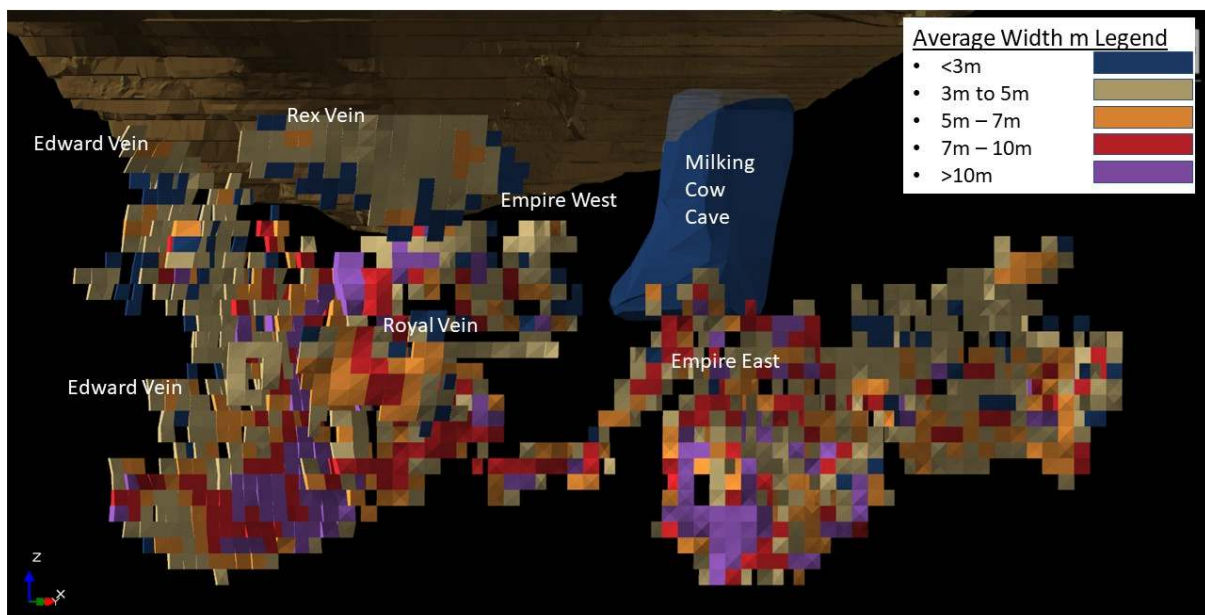 Average Width m Legend
• <3m
• 3m to 5m
• 5m – 7m
• 7m – 10m
• >10m
Rex Vein
Edward Vein
Milking
Cow
Cave
Empire West
Royal Vein
Empire East
Edward Vein
Z
X
Y